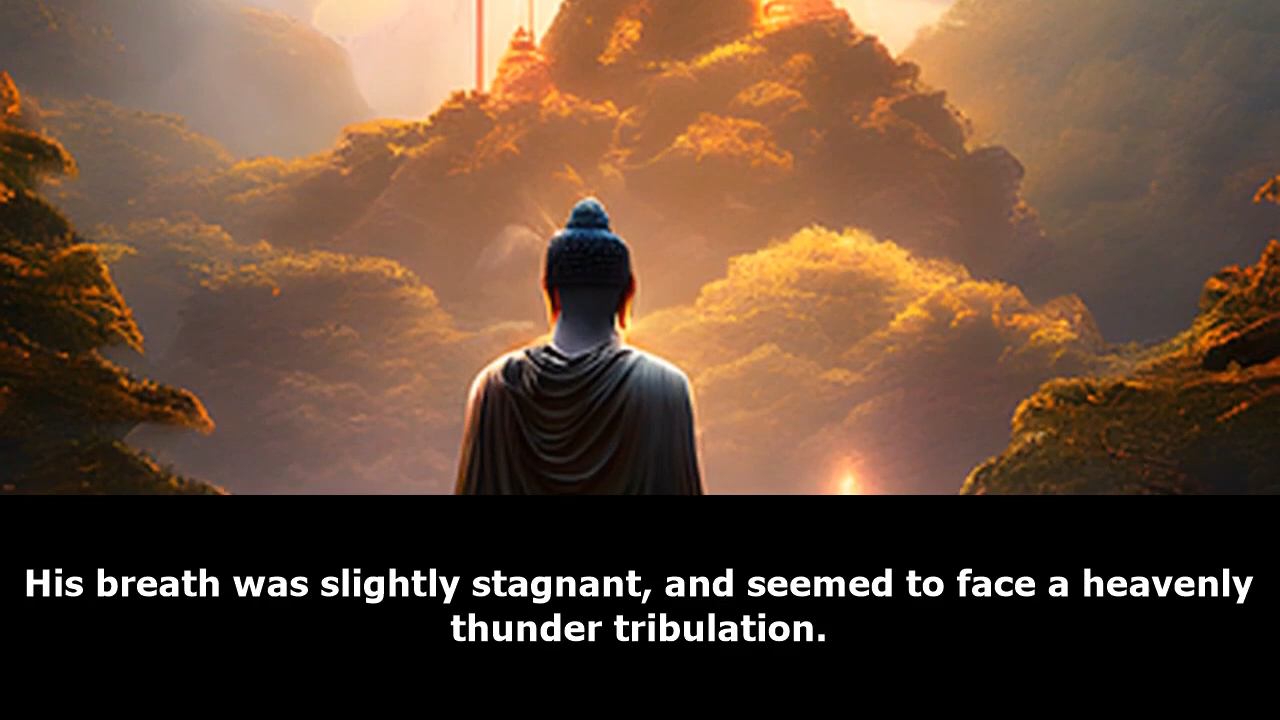 His breath was slightly stagnant, and seemed to face a heavenly
thunder tribulation.